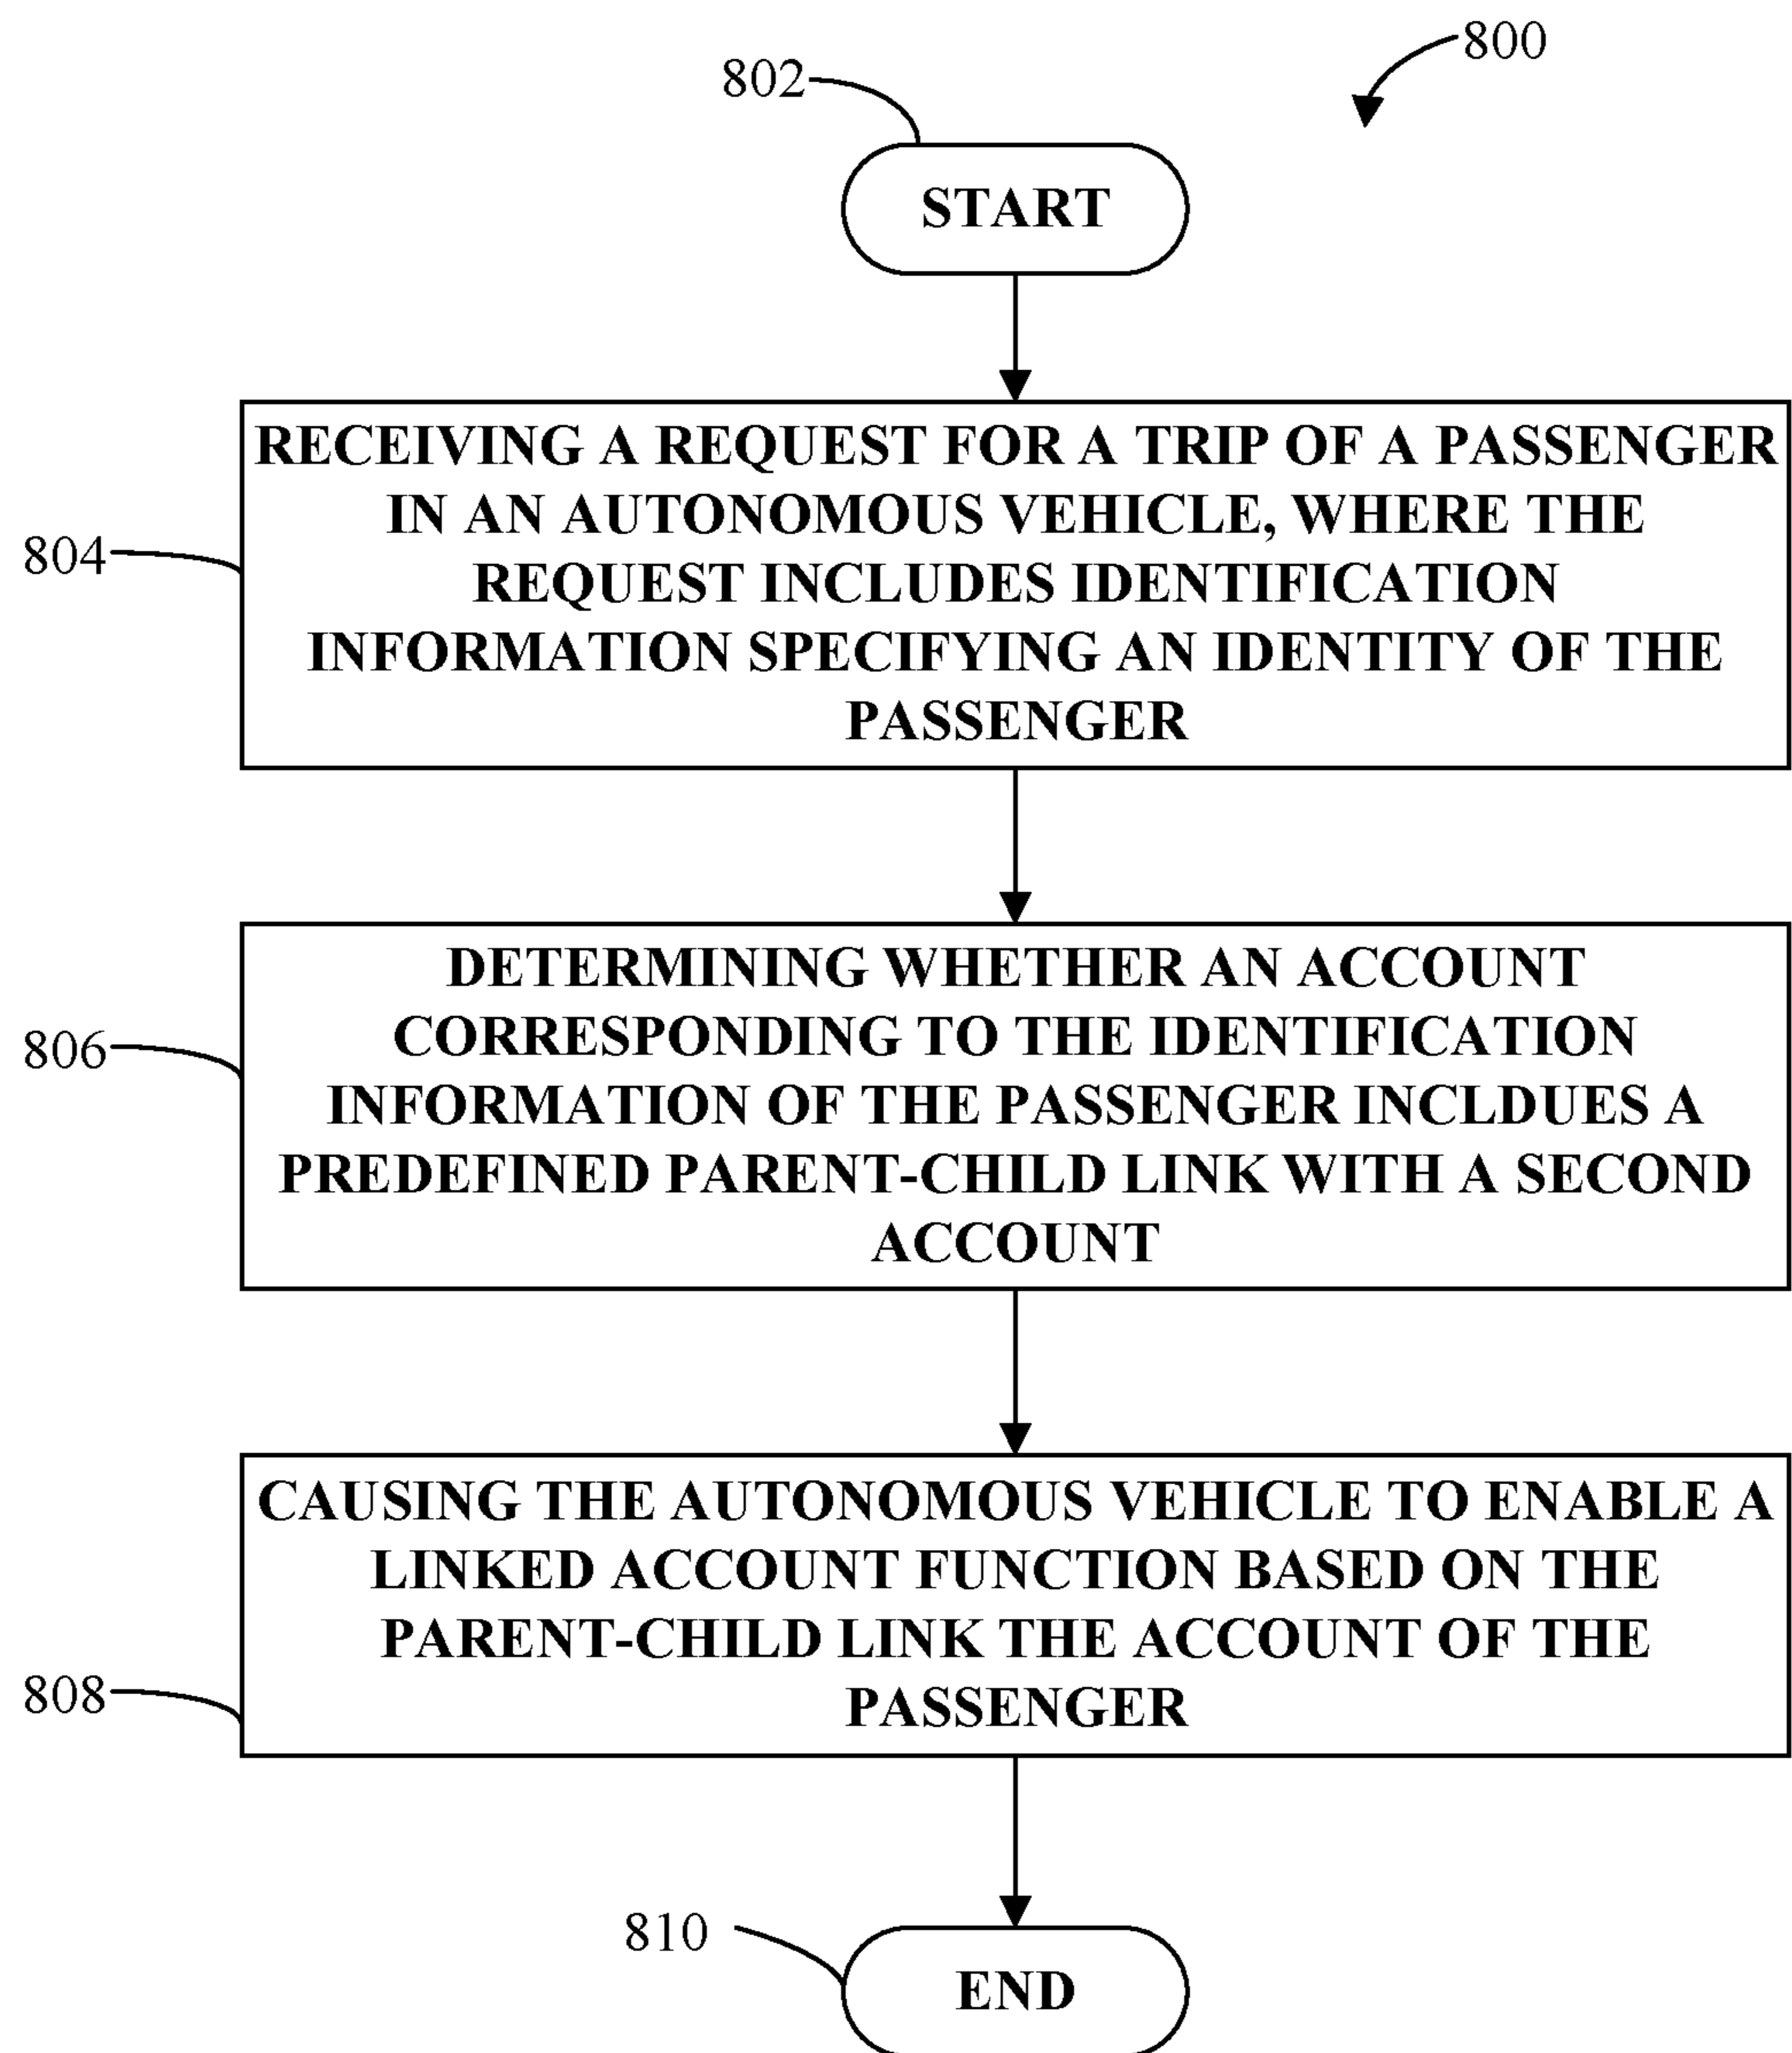 800
802
START
804
RECEIVING A REQUEST FOR A TRIP OF A PASSENGER
IN AN AUTONOMOUS VEHICLE, WHERE THE
REQUEST INCLUDES IDENTIFICATION
INFORMATION SPECIFYING AN IDENTITY OF THE
PASSENGER
806
DETERMINING WHETHER AN ACCOUNT
CORRESPONDING TO THE IDENTIFICATION
INFORMATION OF THE PASSENGER INCLDUES A
PREDEFINED PARENT-CHILD LINK WITH A SECOND
ACCOUNT
808
CAUSING THE AUTONOMOUS VEHICLE TO ENABLE A
LINKED ACCOUNT FUNCTION BASED ON THE
PARENT-CHILD LINK THE ACCOUNT OF THE
PASSENGER
810
END